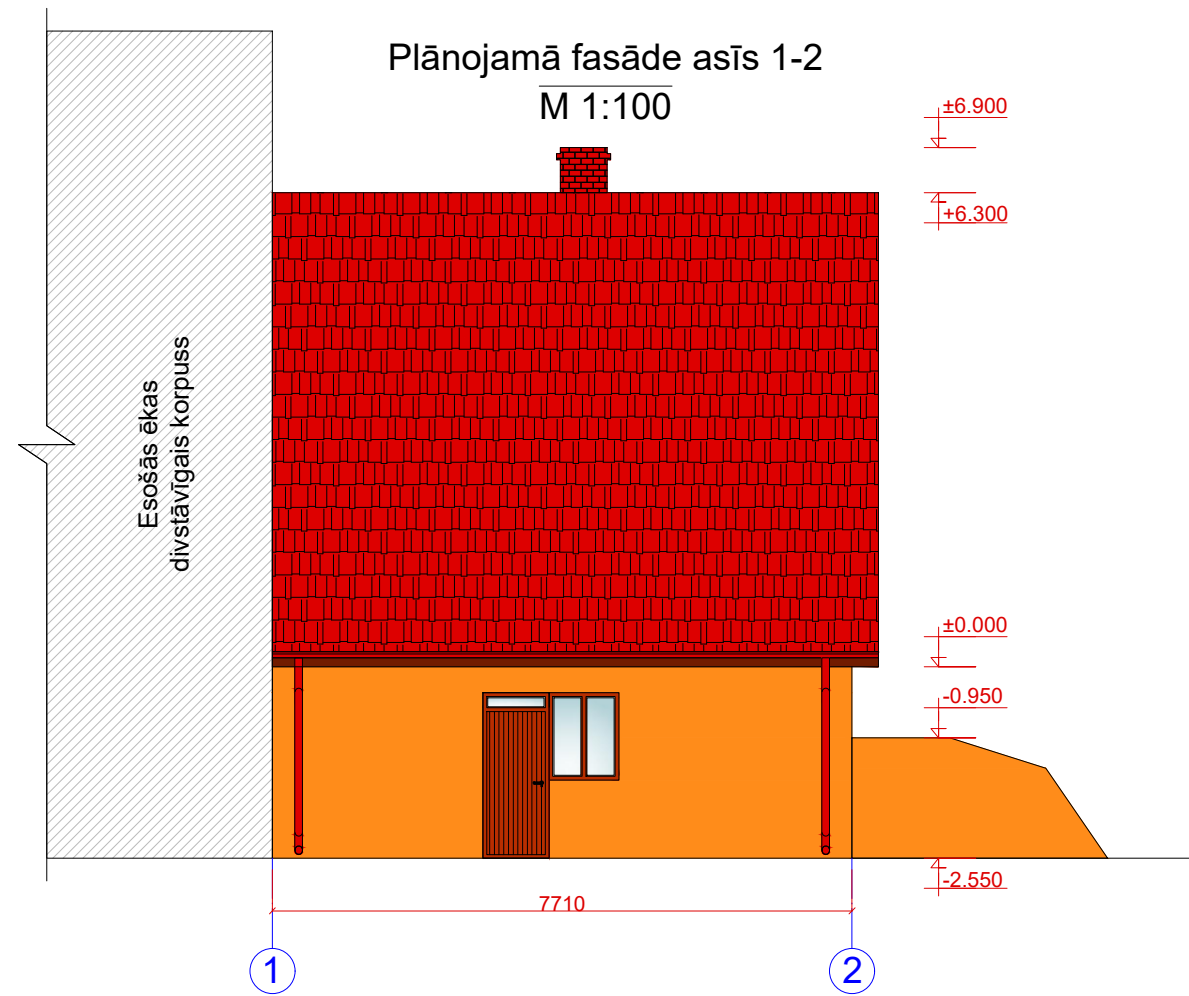 Plānojamā fasāde asīs 1-2
M 1:100
±6.900
+6.300
Esošās ēkas
divstāvīgais korpuss
±0.000
-0.950
-2.550
7710
1
2